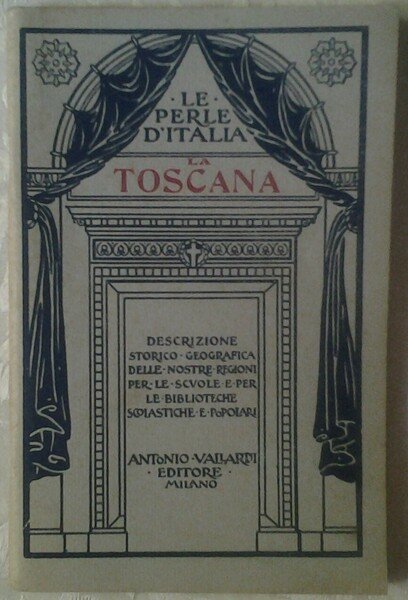 · LE ·
PERLE
D'ITALIA
LA
TOSCANA
DESCRIZIONE
STORICO · GEOGRAFICA
DELLE · NOSTRE · REGIONI
PER · LE · SCVOLE · E · PER
LE · BIBLIOTECHE
SCOLASTICHE · E · POPOLARI
ANTONIO · VALLARDI
· EDITORE ·
MILANO